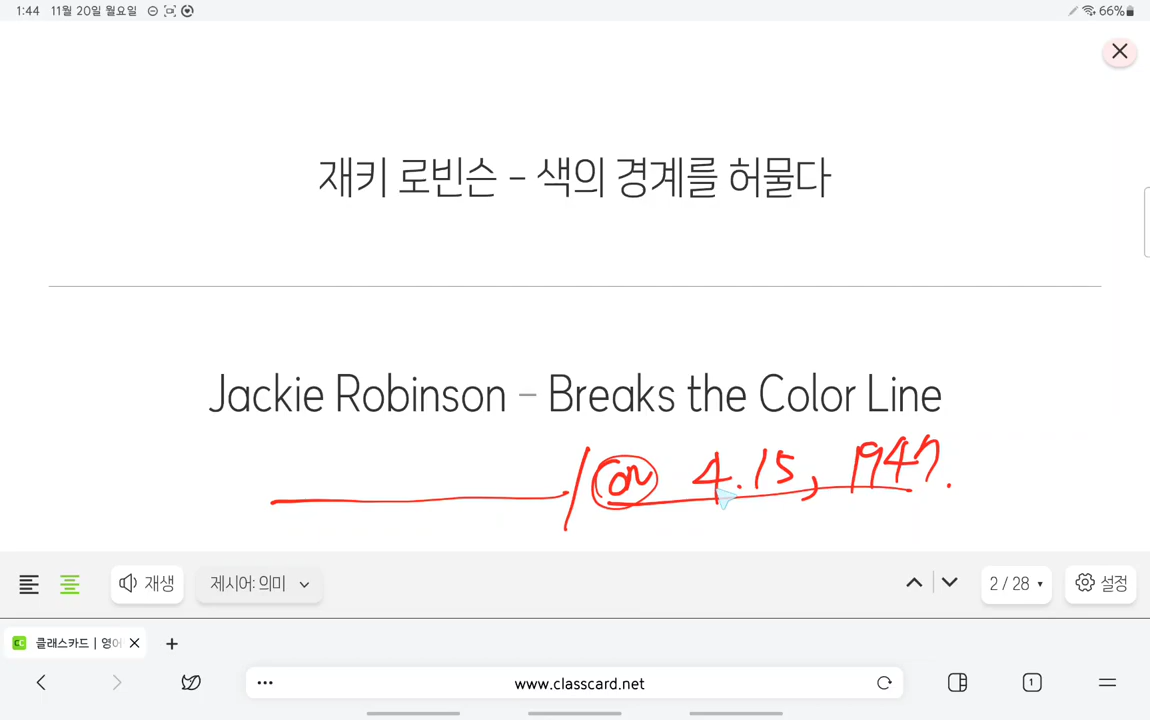 1:44 11월 20일 월요일 66%
재키 로빈슨 - 색의 경계를 허물다
Jackie Robinson - Breaks the Color Line
/ on 4.15, 1947.
재생 제시어: 의미 2 / 28 설정
클래스카드 | 영어
www.classcard.net
1